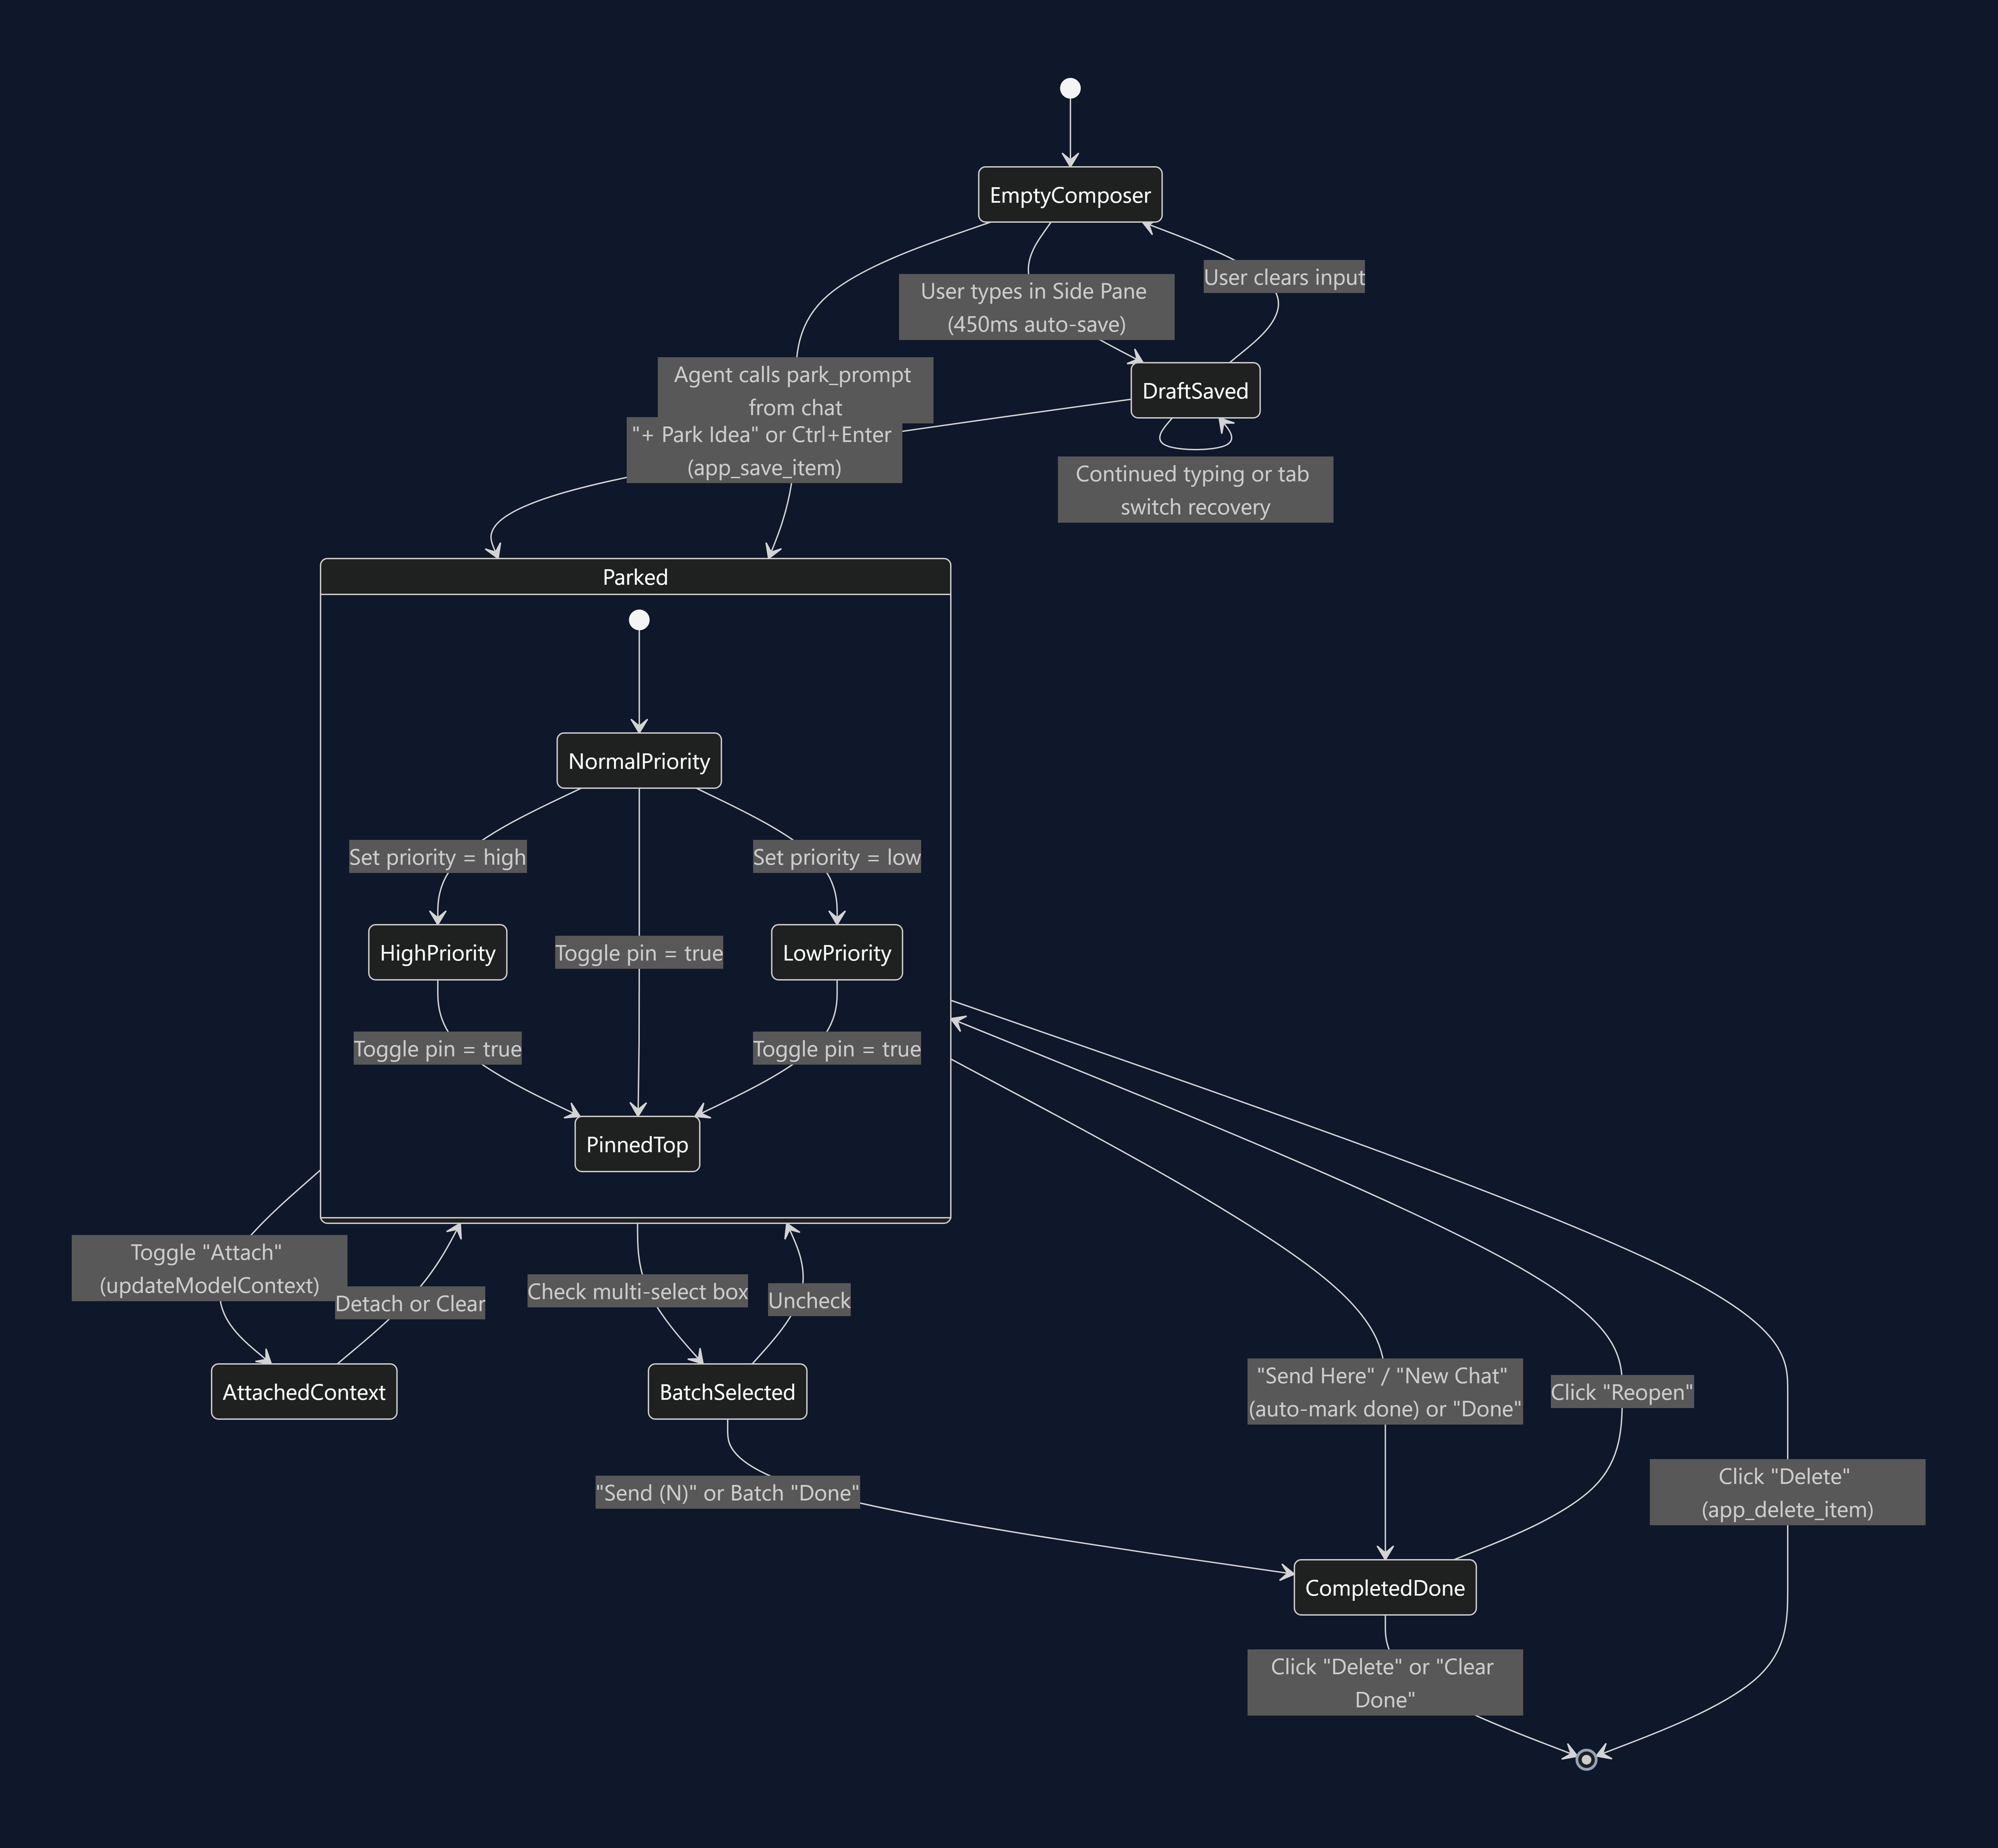 EmptyComposer
User clears input
User types in Side Pane
(450ms auto-save)
Agent calls park_prompt
from chat
DraftSaved
"+ Park Idea" or Ctrl+Enter
(app_save_item)
Continued typing or tab
switch recovery
Parked
NormalPriority
Set priority = high
Set priority = low
HighPriority
Toggle pin = true
LowPriority
Toggle pin = true
Toggle pin = true
PinnedTop
Toggle "Attach"
(updateModelContext)
Detach or Clear
Check multi-select box
Uncheck
AttachedContext
BatchSelected
"Send Here" / "New Chat"
(auto-mark done) or "Done"
Click "Reopen"
"Send (N)" or Batch "Done"
Click "Delete"
(app_delete_item)
CompletedDone
Click "Delete" or "Clear
Done"